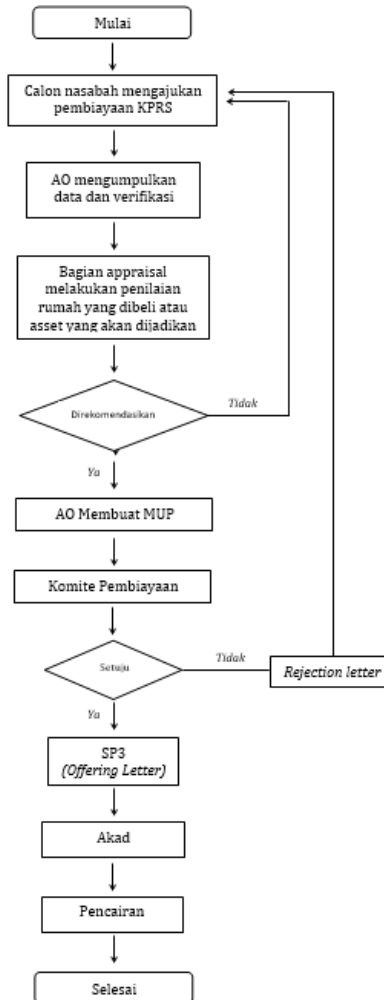 Mulai
Calon nasabah mengajukan
pembiayaan KPRS
AO mengumpulkan
data dan verifikasi
Bagian appraisal
melakukan penilaian
rumah yang dibeli atau
asset yang akan dijadikan
Direkomendasikan
Tidak
Ya
AO Membuat MUP
Komite Pembiayaan
Setuju
Tidak
Rejection letter
Ya
SP3
(Offering Letter)
Akad
Pencairan
Selesai